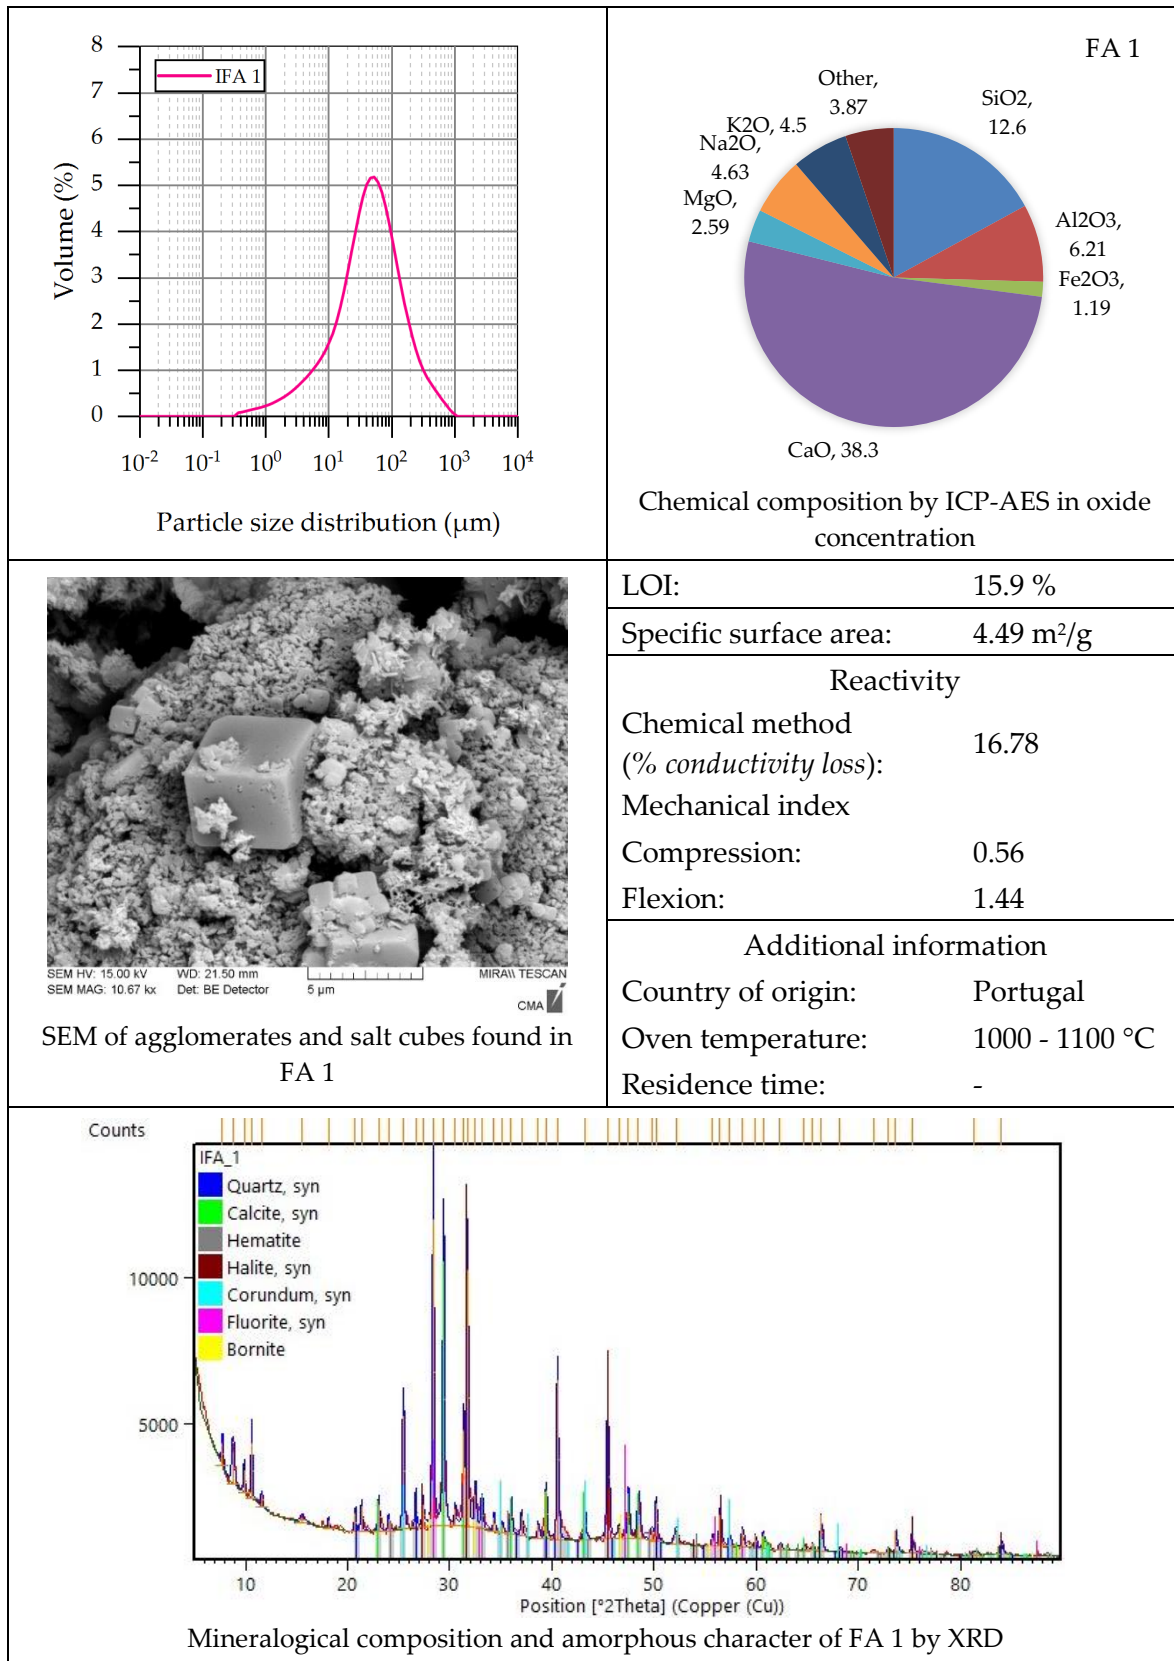 8
7
6
5
4
3
2
1
0
IFA 1
Volume (%)
10-2 10-1 100 101 102 103 104
Particle size distribution (µm)
FA 1
Other,
3.87
K2O, 4.5
Na2O,
4.63
MgO,
2.59
SiO2,
12.6
Al2O3,
6.21
Fe2O3,
1.19
CaO, 38.3
Chemical composition by ICP-AES in oxide
concentration
SEM HV: 15.00 kV WD: 21.50 mm MIRA\\ TESCAN
SEM MAG: 10.67 kx Det: BE Detector 5 µm
CMA
SEM of agglomerates and salt cubes found in
FA 1
LOI: 15.9 %
Specific surface area: 4.49 m²/g
Reactivity
Chemical method
(% conductivity loss): 16.78
Mechanical index
Compression: 0.56
Flexion: 1.44
Additional information
Country of origin: Portugal
Oven temperature: 1000 - 1100 °C
Residence time: -
Counts
IFA_1
Quartz, syn
Calcite, syn
Hematite
Halite, syn
Corundum, syn
Fluorite, syn
Bornite
10000
5000
10 20 30 40 50 60 70 80
Position [°2Theta] (Copper (Cu))
Mineralogical composition and amorphous character of FA 1 by XRD